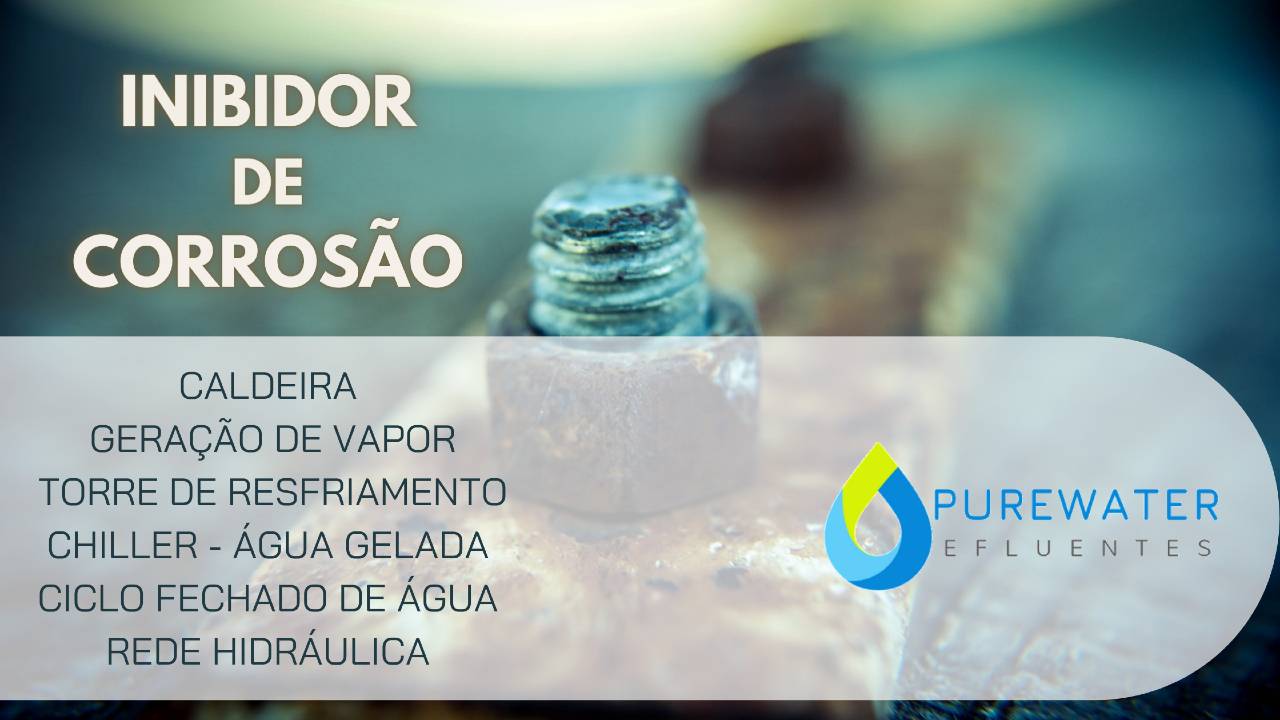 INIBIDOR
DE
CORROSÃO
CALDEIRA
GERAÇÃO DE VAPOR
TORRE DE RESFRIAMENTO
CHILLER - ÁGUA GELADA
CICLO FECHADO DE ÁGUA
REDE HIDRÁULICA
PUREWATER
EFLUENTES